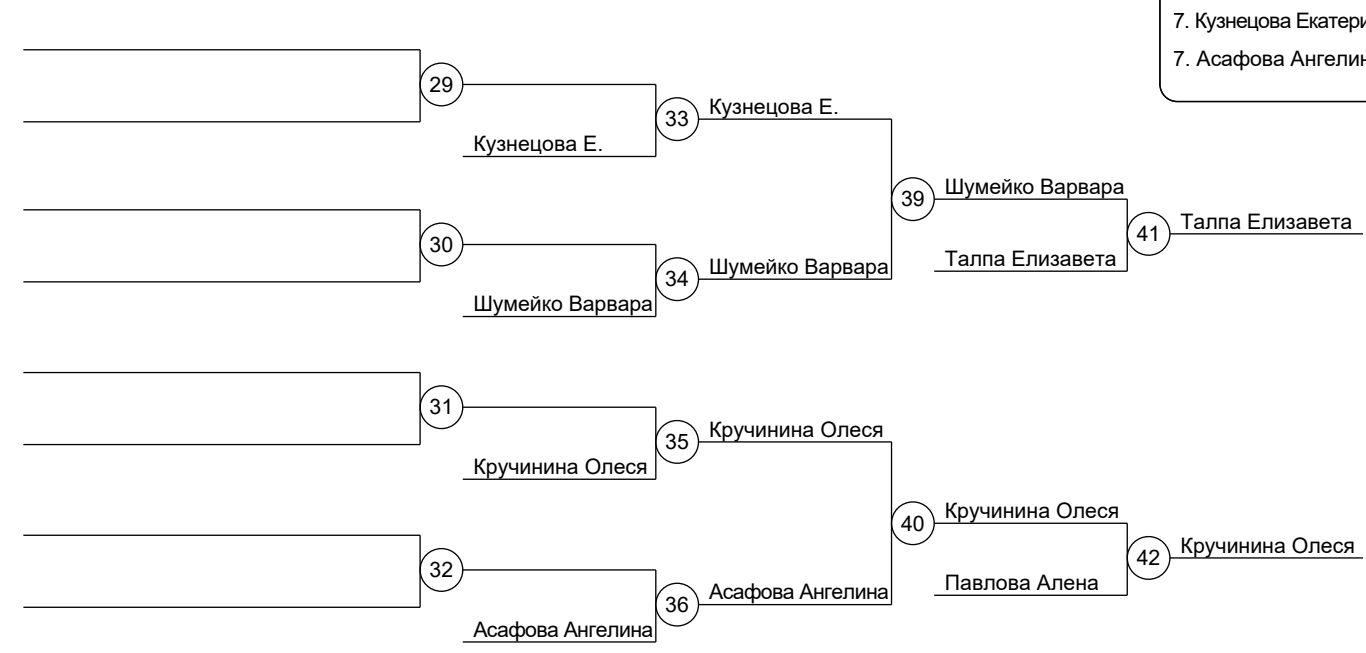 7. Кузнецова Екатери
7. Асафова Ангелин
29
33
Кузнецова Е.
Кузнецова Е.
39
Шумейко Варвара
41
Талпа Елизавета
Талпа Елизавета
30
34
Шумейко Варвара
Шумейко Варвара
31
35
Кручинина Олеся
Кручинина Олеся
40
Кручинина Олеся
42
Кручинина Олеся
Павлова Алена
32
36
Асафова Ангелина
Асафова Ангелина